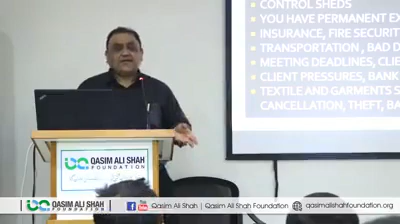 CONTROL SHEDS
YOU HAVE PERMANENT EX
INSURANCE, FIRE SECURIT
TRANSPORTATION , BAD D
MEETING DEADLINES, CLIE
CLIENT PRESSURES, BANK
TEXTILE AND GARMENTS S
CANCELLATION, THEFT, BA
QASIM ALI SHAH
FOUNDATION
QASIM ALI SHAH
FOUNDATION
You Tube
Qasim Ali Shah | Qasim Ali Shah Foundation
qasimalishahfoundation.org